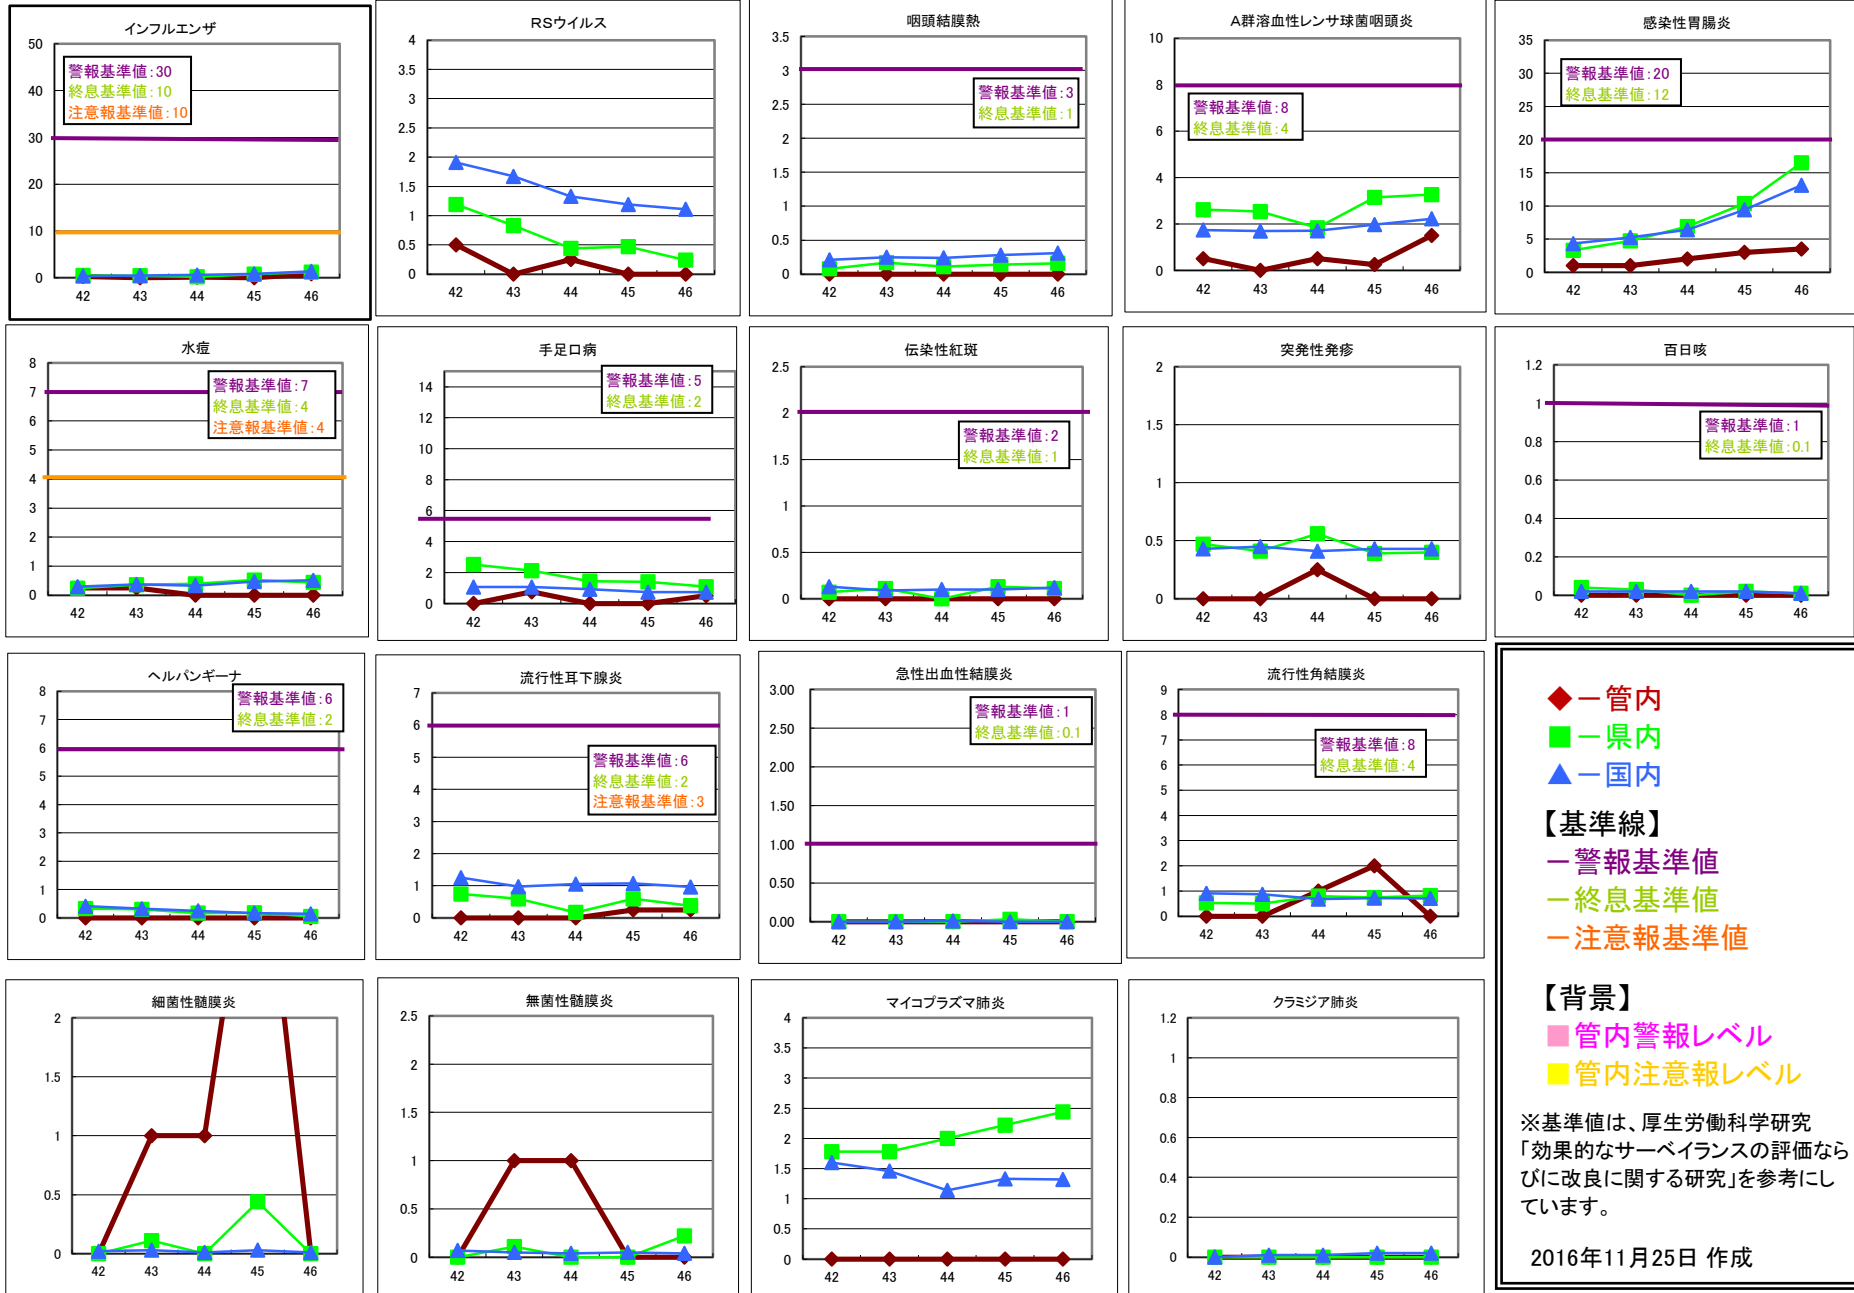 インフルエンザ
50
40
30
20
10
0
警報基準値:30
終息基準値:10
注意報基準値:10
42 43 44 45 46
RSウイルス
4
3.5
3
2.5
2
1.5
1
0.5
0
42 43 44 45 46
咽頭結膜熱
3.5
3
2.5
2
1.5
1
0.5
0
警報基準値:3
終息基準値:1
42 43 44 45 46
A群溶血性レンサ球菌咽頭炎
10
8
6
4
2
0
警報基準値:8
終息基準値:4
42 43 44 45 46
感染性胃腸炎
35
30
25
20
15
10
5
0
警報基準値:20
終息基準値:12
42 43 44 45 46
水痘
8
7
6
5
4
3
2
1
0
警報基準値:7
終息基準値:4
注意報基準値:4
42 43 44 45 46
手足口病
14
12
10
8
6
4
2
0
警報基準値:5
終息基準値:2
42 43 44 45 46
伝染性紅斑
2.5
2
1.5
1
0.5
0
警報基準値:2
終息基準値:1
42 43 44 45 46
突発性発疹
2
1.5
1
0.5
0
42 43 44 45 46
百日咳
1.2
1
0.8
0.6
0.4
0.2
0
警報基準値:1
終息基準値:0.1
42 43 44 45 46
ヘルパンギーナ
8
7
6
5
4
3
2
1
0
警報基準値:6
終息基準値:2
42 43 44 45 46
流行性耳下腺炎
7
6
5
4
3
2
1
0
警報基準値:6
終息基準値:2
注意報基準値:3
42 43 44 45 46
急性出血性結膜炎
3.00
2.50
2.00
1.50
1.00
0.50
0.00
警報基準値:1
終息基準値:0.1
42 43 44 45 46
流行性角結膜炎
9
8
7
6
5
4
3
2
1
0
警報基準値:8
終息基準値:4
42 43 44 45 46
細菌性髄膜炎
2
1.5
1
0.5
0
42 43 44 45 46
無菌性髄膜炎
2.5
2
1.5
1
0.5
0
42 43 44 45 46
マイコプラズマ肺炎
4
3.5
3
2.5
2
1.5
1
0.5
0
42 43 44 45 46
クラミジア肺炎
1.2
1
0.8
0.6
0.4
0.2
0
42 43 44 45 46
◆－管内
■－県内
▲－国内
【基準線】
－警報基準値
－終息基準値
－注意報基準値
【背景】
■管内警報レベル
■管内注意報レベル
※基準値は、厚生労働科学研究
「効果的なサーベイランスの評価なら
びに改良に関する研究」を参考にし
ています。
2016年11月25日 作成